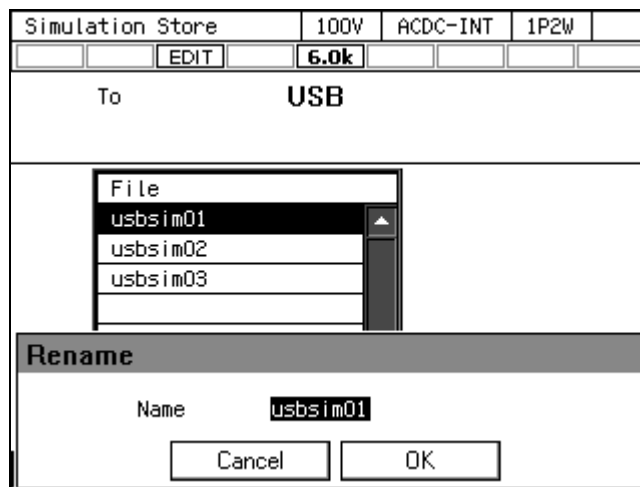 Simulation Store 100V ACDC-INT 1P2W
EDIT 6.0k
To USB
File
usbsim01
usbsim02
usbsim03
Rename
Name usbsim01
Cancel OK